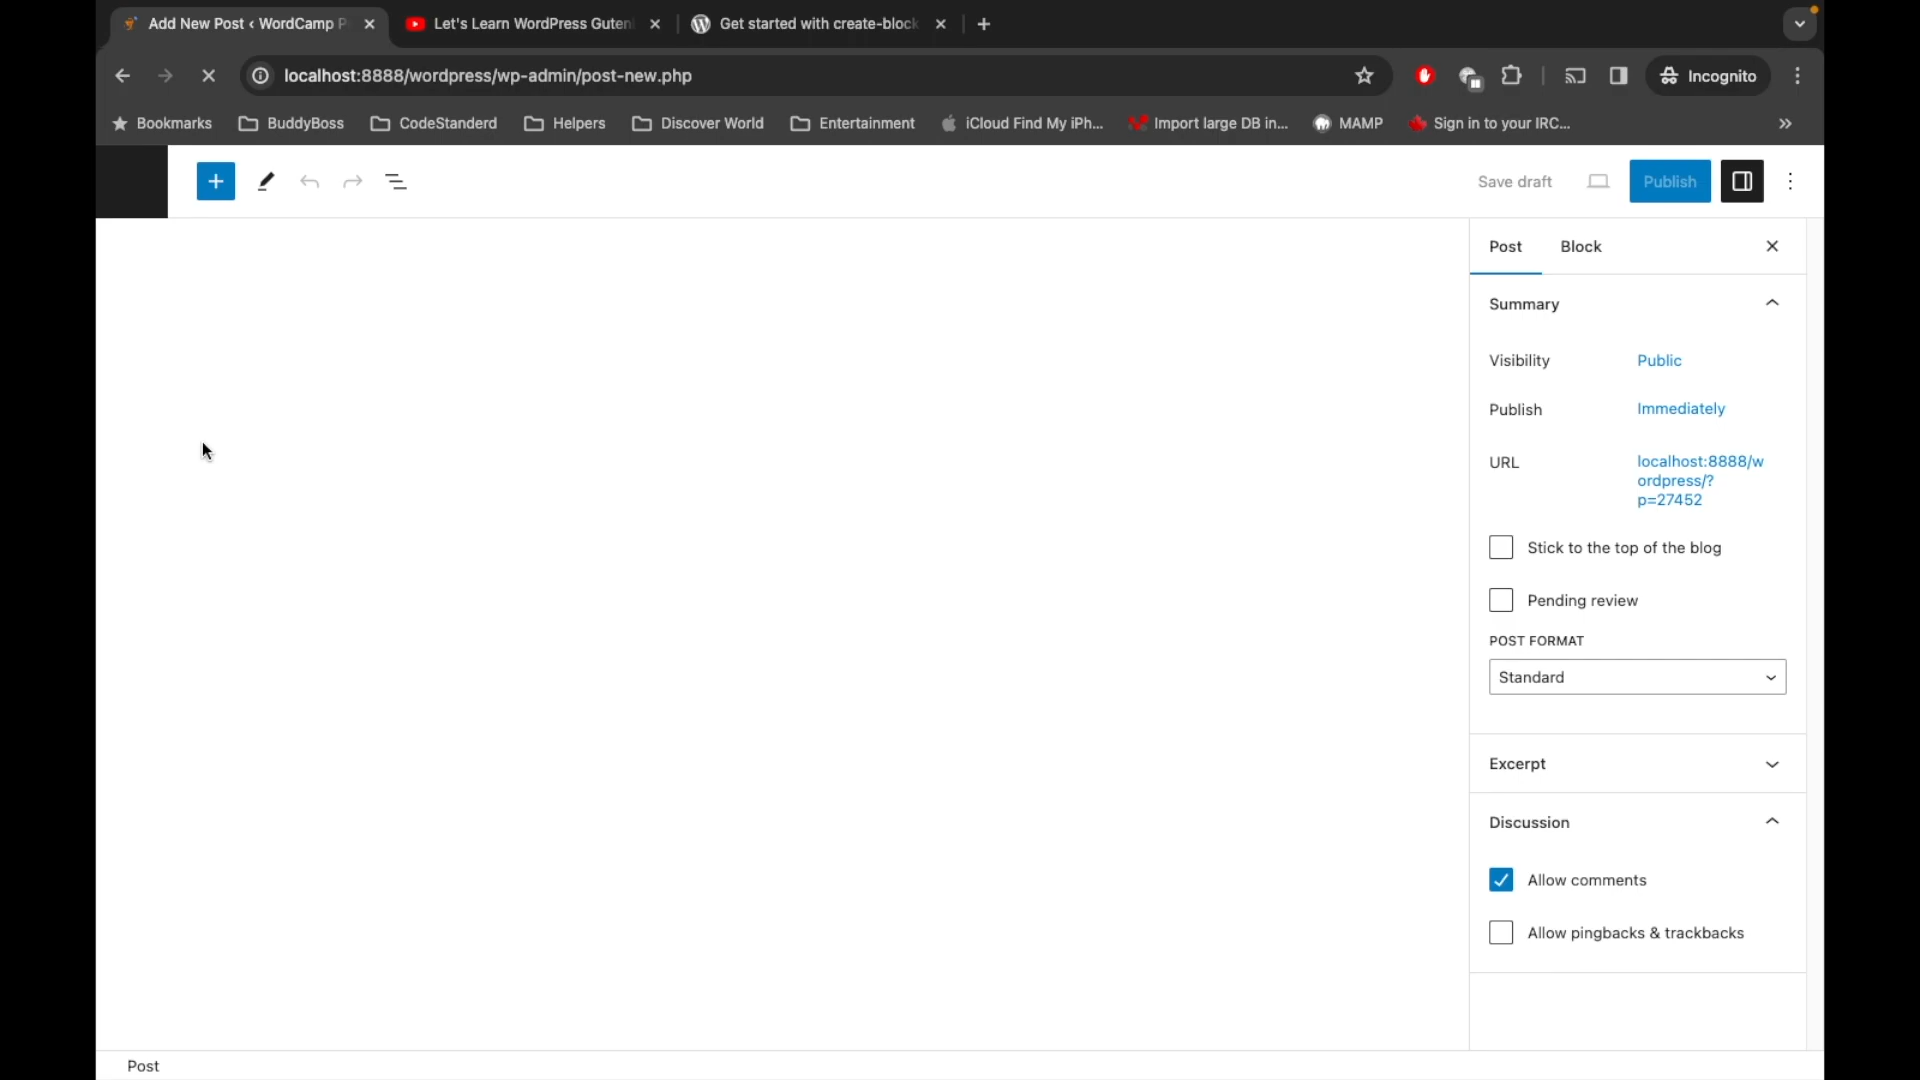 Add New Post ‹ WordCamp P
Let's Learn WordPress Guten
Get started with create-block
localhost:8888/wordpress/wp-admin/post-new.php
Incognito
Bookmarks
BuddyBoss
CodeStanderd
Helpers
Discover World
Entertainment
iCloud Find My iPh...
Import large DB in...
MAMP
Sign in to your IRC...
»
Save draft
Publish
Post
Block
Summary
Visibility
Public
Publish
Immediately
URL
localhost:8888/w
ordpress/?
p=27452
Stick to the top of the blog
Pending review
POST FORMAT
Standard
Excerpt
Discussion
Allow comments
Allow pingbacks & trackbacks
Post